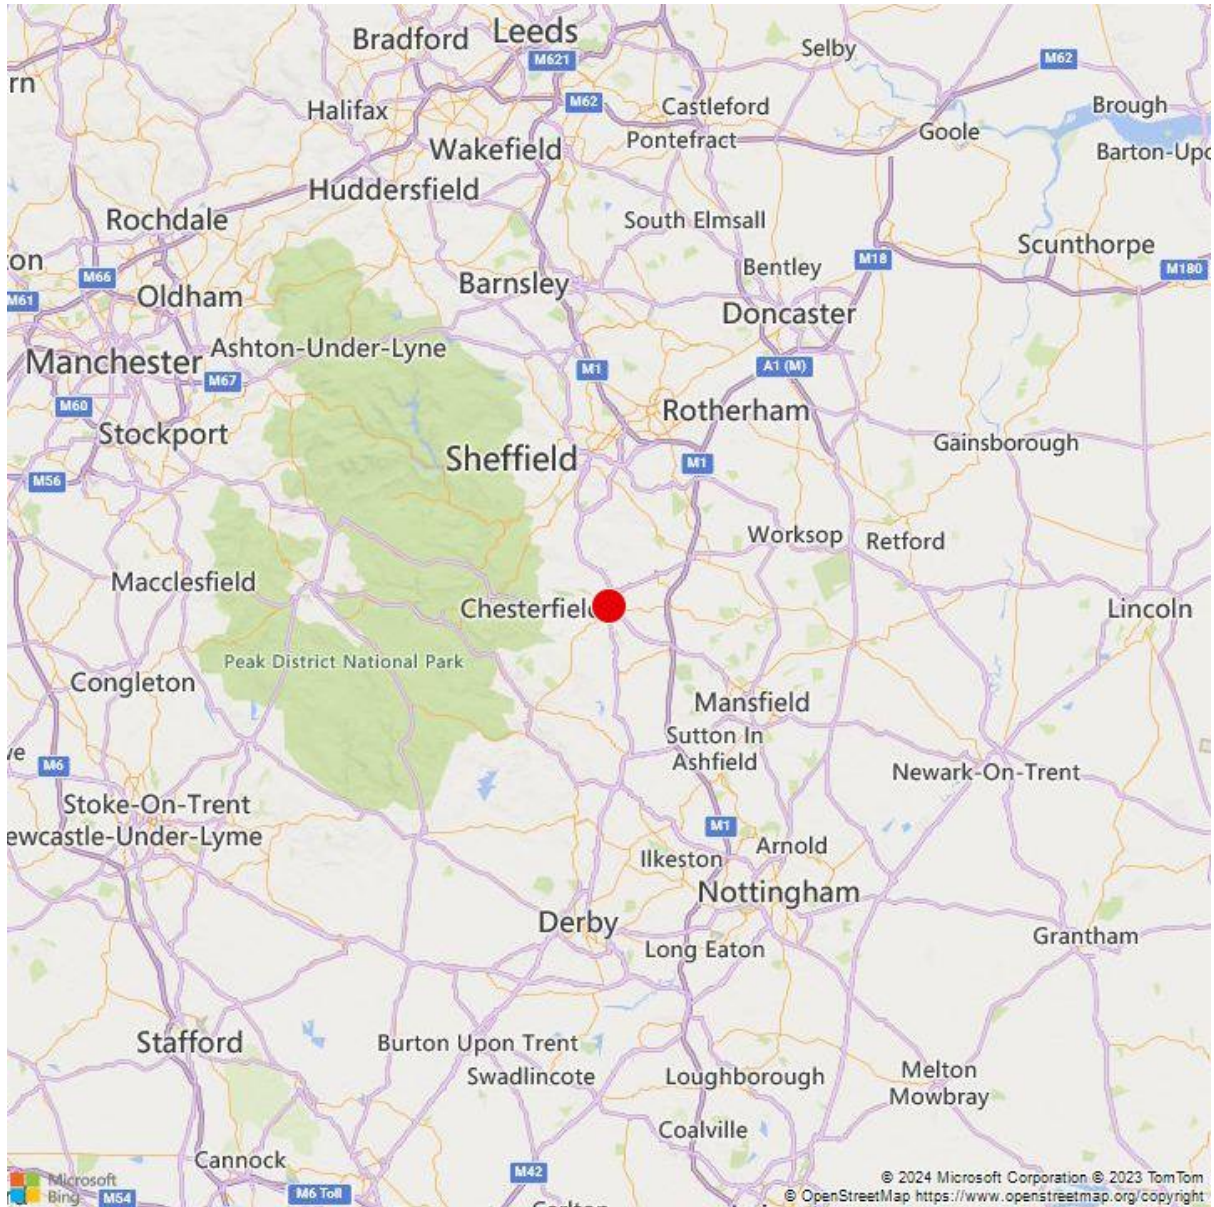 Bradford
Leeds
M621
Selby
M62
rn
Halifax
M62
Castleford
Brough
Pontefract
Goole
Wakefield
Barton-Upo
Huddersfield
Rochdale
South Elmsall
Scunthorpe
on
M66
Barnsley
Bentley
M18
M180
M61
Oldham
Doncaster
Manchester
Ashton-Under-Lyne
M1
A1 (M)
M67
M60
Rotherham
Stockport
Gainsborough
Sheffield
M1
M56
Worksop
Retford
Macclesfield
Chesterfield
Lincoln
Peak District National Park
Congleton
Mansfield
Sutton In
Ashfield
ve
M6
Newark-On-Trent
Stoke-On-Trent
ewcastle-Under-Lyme
M1
Arnold
Ilkeston
Nottingham
Derby
Long Eaton
Grantham
Stafford
Burton Upon Trent
Swadlincote
Loughborough
Melton
Mowbray
Coalville
Cannock
M42
M6 Toll
M54
Microsoft
Bing
© 2024 Microsoft Corporation © 2023 TomTom
© OpenStreetMap https://www.openstreetmap.org/copyright